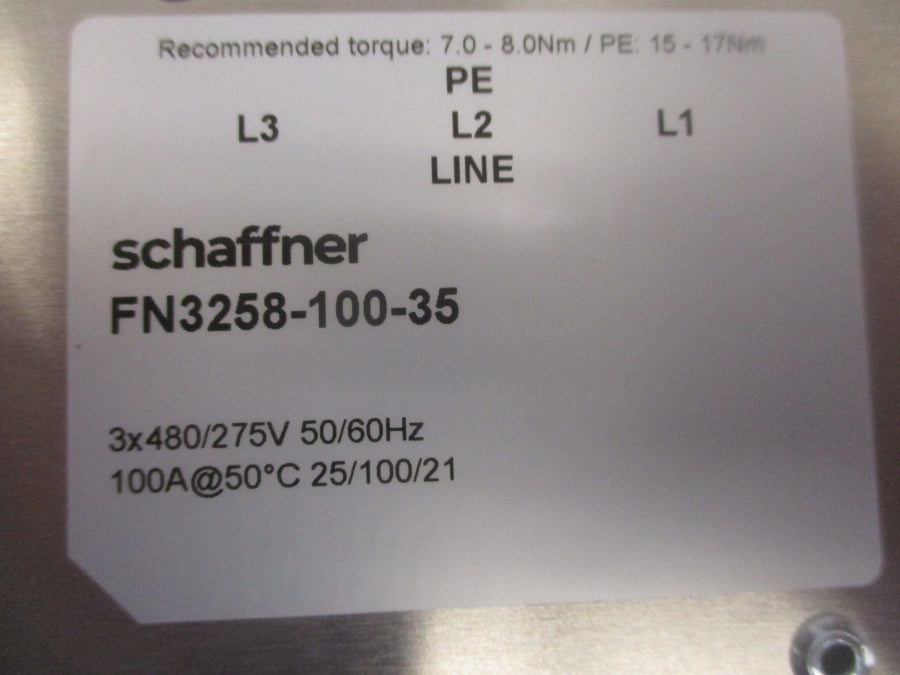 Recommended torque: 7.0 - 8.0Nm / PE: 15 - 17Nm
PE
L3 L2 L1
LINE
schaffner
FN3258-100-35
3x480/275V 50/60Hz
100A@50°C 25/100/21